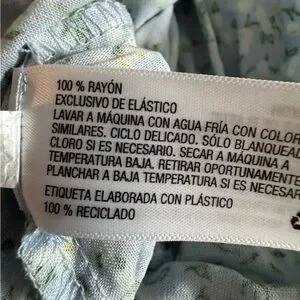 100 % RAYÓN
EXCLUSIVO DE ELÁSTICO
LAVAR A MÁQUINA CON AGUA FRÍA CON COLOR
SIMILARES. CICLO DELICADO. SÓLO BLANQUEAD
CLORO SI ES NECESARIO. SECAR A MÁQUINA A
TEMPERATURA BAJA. RETIRAR OPORTUNAMENTE
PLANCHAR A BAJA TEMPERATURA SI ES NECESAR
ETIQUETA ELABORADA CON PLÁSTICO
100 % RECICLADO